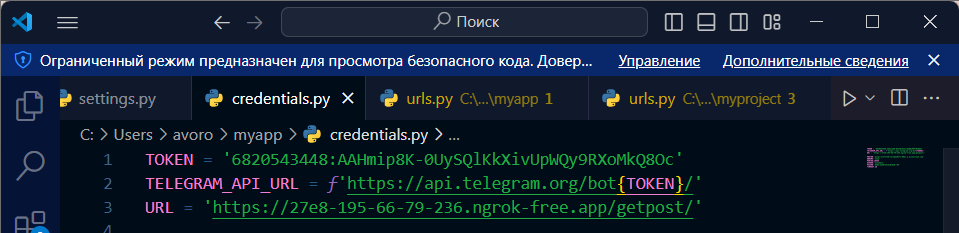 Поиск
Ограниченный режим предназначен для просмотра безопасного кода. Довер... Управление Дополнительные сведения
settings.py credentials.py urls.py C:\...\myapp 1 urls.py C:\...\myproject 3
C: > Users > avoro > myapp > credentials.py > ...
1 TOKEN = '6820543448:AAHmip8K-0UySQlKkXivUpWQy9RXoMkQ8Oc'
2 TELEGRAM_API_URL = f'https://api.telegram.org/bot{TOKEN}/'
3 URL = 'https://27e8-195-66-79-236.ngrok-free.app/getpost/'
4